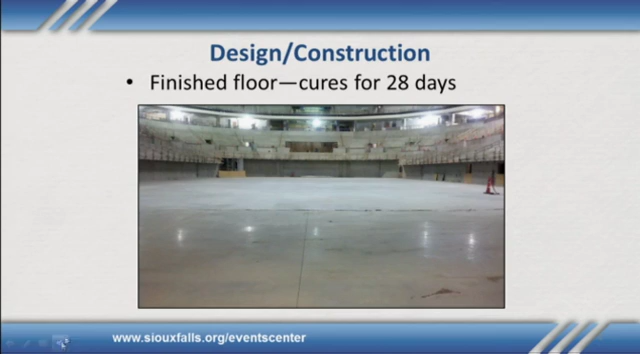 Design/Construction
• Finished floor—cures for 28 days
www.siouxfalls.org/eventscenter